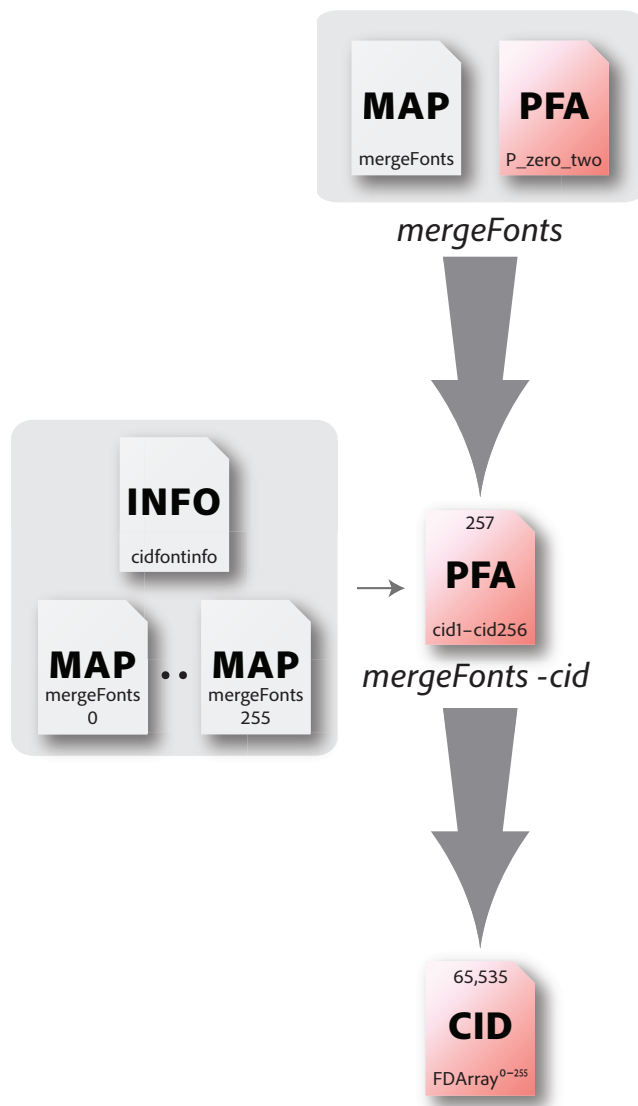 MAP
mergeFonts
PFA
P_zero_two
mergeFonts
INFO
cidfontinfo
MAP
mergeFonts
0
..
MAP
mergeFonts
255
257
PFA
cid1–cid256
mergeFonts -cid
65,535
CID
FDArray⁰⁻²⁵⁵